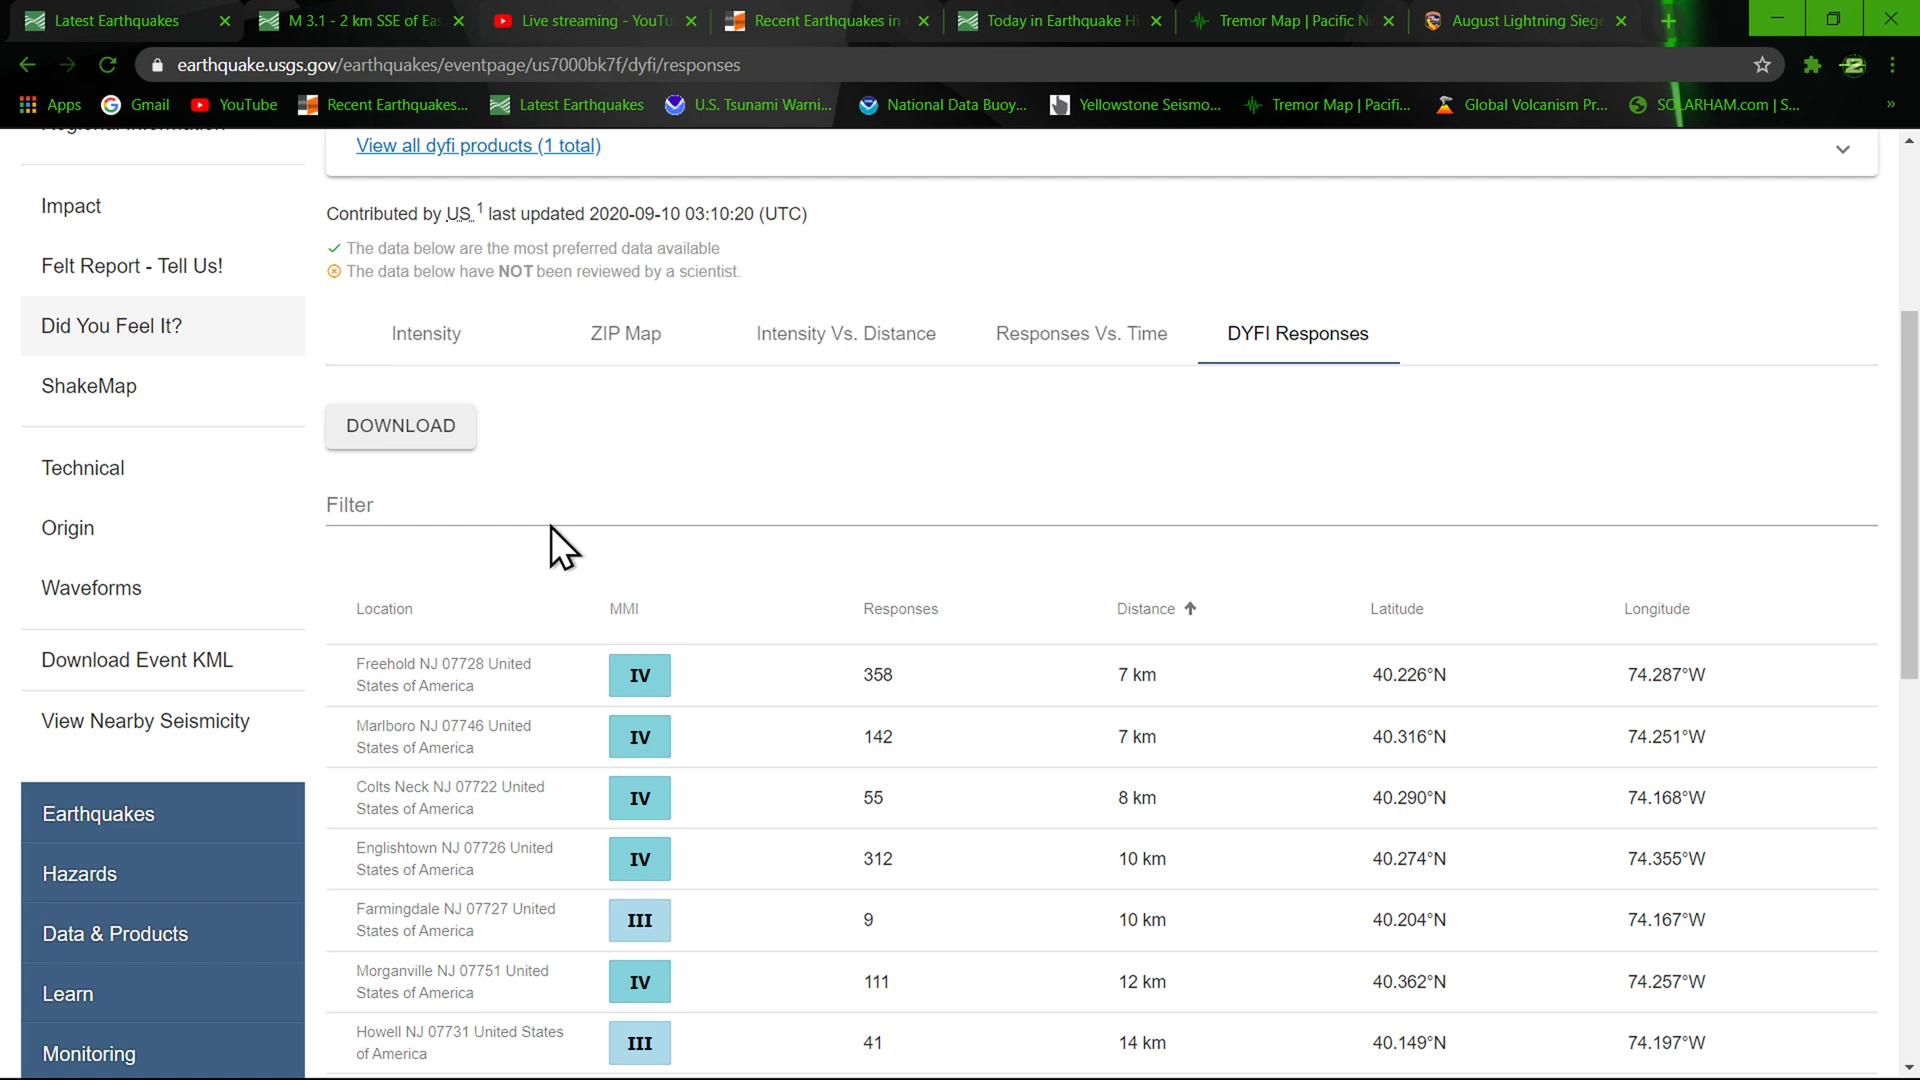 Latest Earthquakes
M 3.1 - 2 km SSE of Eas
Live streaming - YouTu
Recent Earthquakes in
Today in Earthquake Hi
Tremor Map | Pacific N
August Lightning Siege
earthquake.usgs.gov/earthquakes/eventpage/us7000bk7f/dyfi/responses
Apps
Gmail
YouTube
Recent Earthquakes...
Latest Earthquakes
U.S. Tsunami Warni...
National Data Buoy...
Yellowstone Seismo...
Tremor Map | Pacifi...
Global Volcanism Pr...
SOLARHAM.com | S...
»
Regional Information
Impact
Felt Report - Tell Us!
Did You Feel It?
ShakeMap
Technical
Origin
Waveforms
Download Event KML
View Nearby Seismicity
Earthquakes
Hazards
Data & Products
Learn
Monitoring
View all dyfi products (1 total)
Contributed by US 1 last updated 2020-09-10 03:10:20 (UTC)
The data below are the most preferred data available
The data below have NOT been reviewed by a scientist.
Intensity
ZIP Map
Intensity Vs. Distance
Responses Vs. Time
DYFI Responses
DOWNLOAD
Filter
Location MMI Responses Distance Latitude Longitude
Freehold NJ 07728 United
States of America
IV 358 7 km 40.226°N 74.287°W
Marlboro NJ 07746 United
States of America
IV 142 7 km 40.316°N 74.251°W
Colts Neck NJ 07722 United
States of America
IV 55 8 km 40.290°N 74.168°W
Englishtown NJ 07726 United
States of America
IV 312 10 km 40.274°N 74.355°W
Farmingdale NJ 07727 United
States of America
III 9 10 km 40.204°N 74.167°W
Morganville NJ 07751 United
States of America
IV 111 12 km 40.362°N 74.257°W
Howell NJ 07731 United States
of America
III 41 14 km 40.149°N 74.197°W